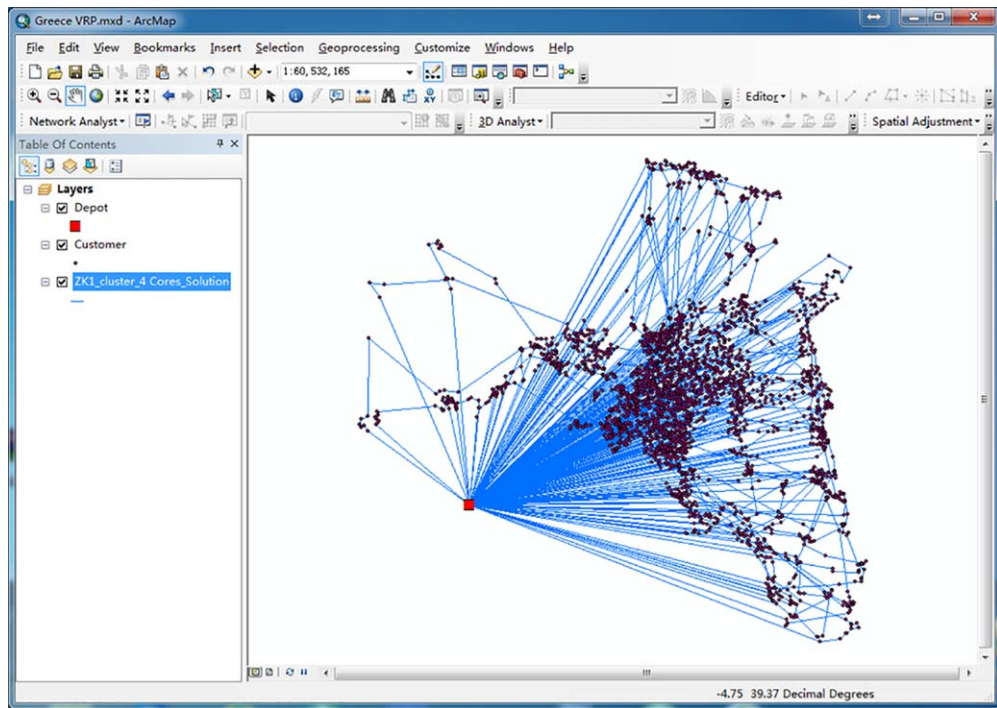 Greece VRP.mxd - ArcMap
File Edit View Bookmarks Insert Selection Geoprocessing Customize Windows Help
1:60,532,165
Editor
Network Analyst 3D Analyst Spatial Adjustment
Table Of Contents
Layers
Depot
Customer
ZK1_cluster_4 Cores_Solution
-4.75 39.37 Decimal Degrees